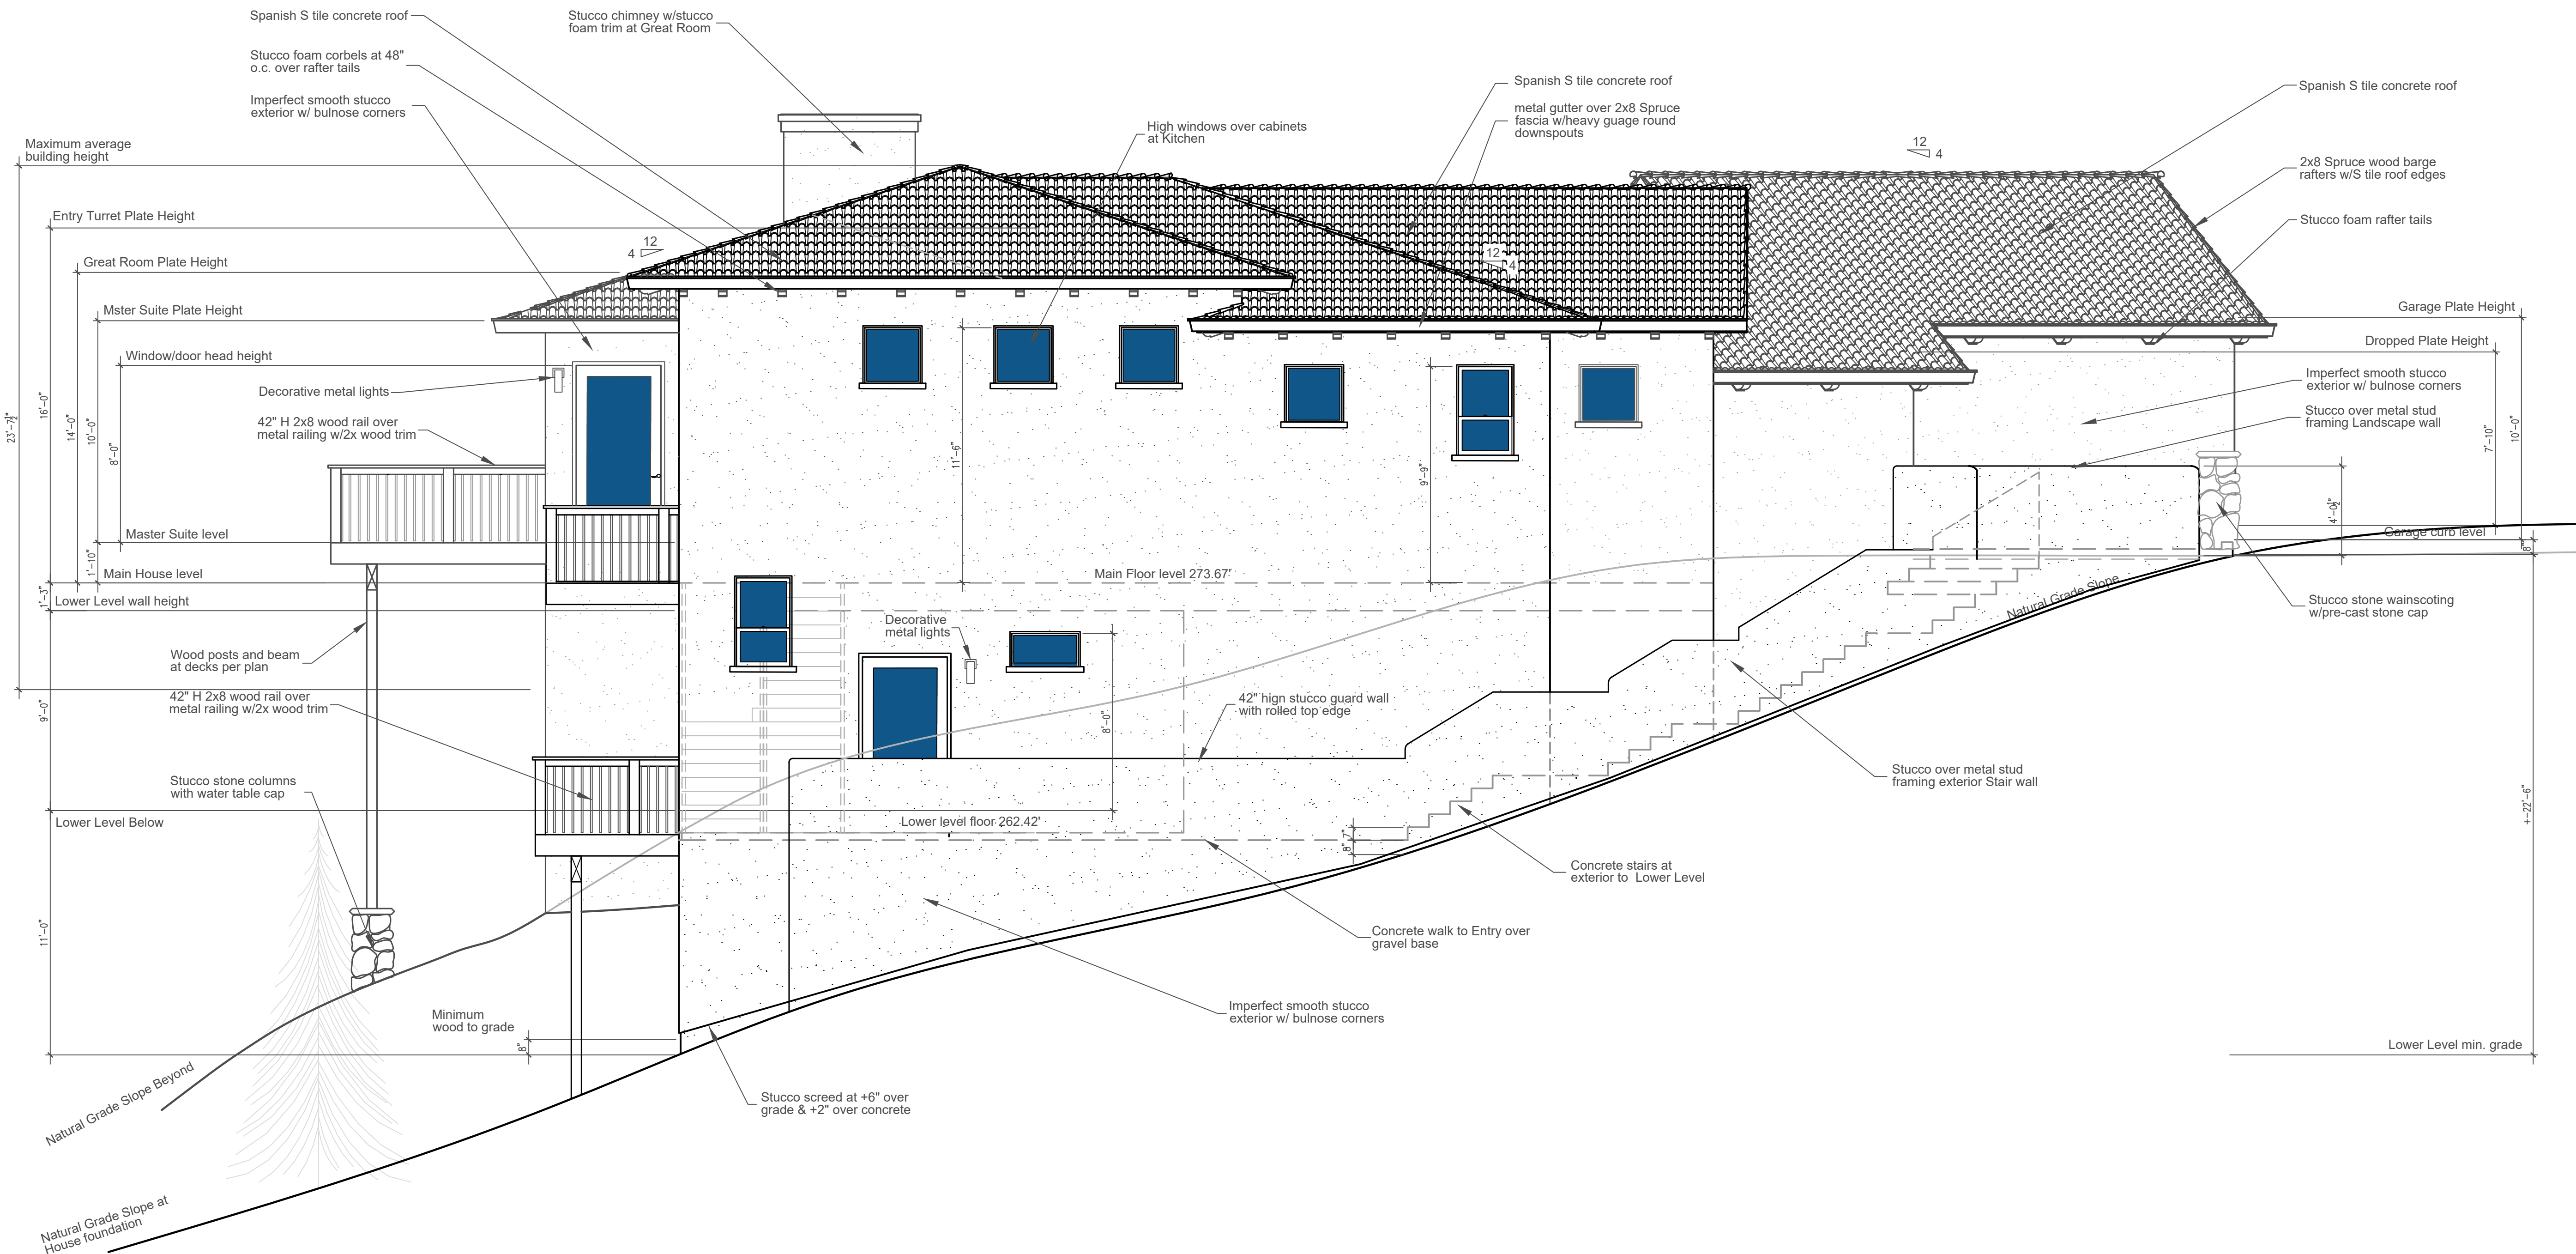 Spanish S tile concrete roof
Stucco chimney w/stucco
foam trim at Great Room
Stucco foam corbels at 48"
o.c. over rafter tails
Imperfect smooth stucco
exterior w/ bulnose corners
High windows over cabinets
at Kitchen
Spanish S tile concrete roof
metal gutter over 2x8 Spruce
fascia w/heavy guage round
downspouts
Spanish S tile concrete roof
12
4
2x8 Spruce wood barge
rafters w/S tile roof edges
Stucco foam rafter tails
Maximum average
building height
Entry Turret Plate Height
12
4
12
4
Great Room Plate Height
Mster Suite Plate Height
Garage Plate Height
Window/door head height
Dropped Plate Height
Decorative metal lights
42" H 2x8 wood rail over
metal railing w/2x wood trim
Imperfect smooth stucco
exterior w/ bulnose corners
Stucco over metal stud
framing Landscape wall
23'-7½"
16'-0"
14'-0"
10'-0"
8'-0"
11'-6"
9'-9"
7'-10"
10'-0"
4'-0½"
Master Suite level
1'-10"
Garage curb level
8"
Main House level
Main Floor level 273.67'
1'-3"
Lower Level wall height
Natural Grade Slope
Stucco stone wainscoting
w/pre-cast stone cap
Decorative
metal lights
Wood posts and beam
at decks per plan
42" H 2x8 wood rail over
metal railing w/2x wood trim
9'-0"
42" hign stucco guard wall
with rolled top edge
8'-0"
Stucco over metal stud
framing exterior Stair wall
Stucco stone columns
with water table cap
+-22'-6"
Lower Level Below
Lower level floor 262.42'
7"
8"
Concrete stairs at
exterior to Lower Level
11'-0"
Concrete walk to Entry over
gravel base
Imperfect smooth stucco
exterior w/ bulnose corners
Minimum
wood to grade
8"
Lower Level min. grade
Natural Grade Slope Beyond
Stucco screed at +6" over
grade & +2" over concrete
Natural Grade Slope at
House foundation